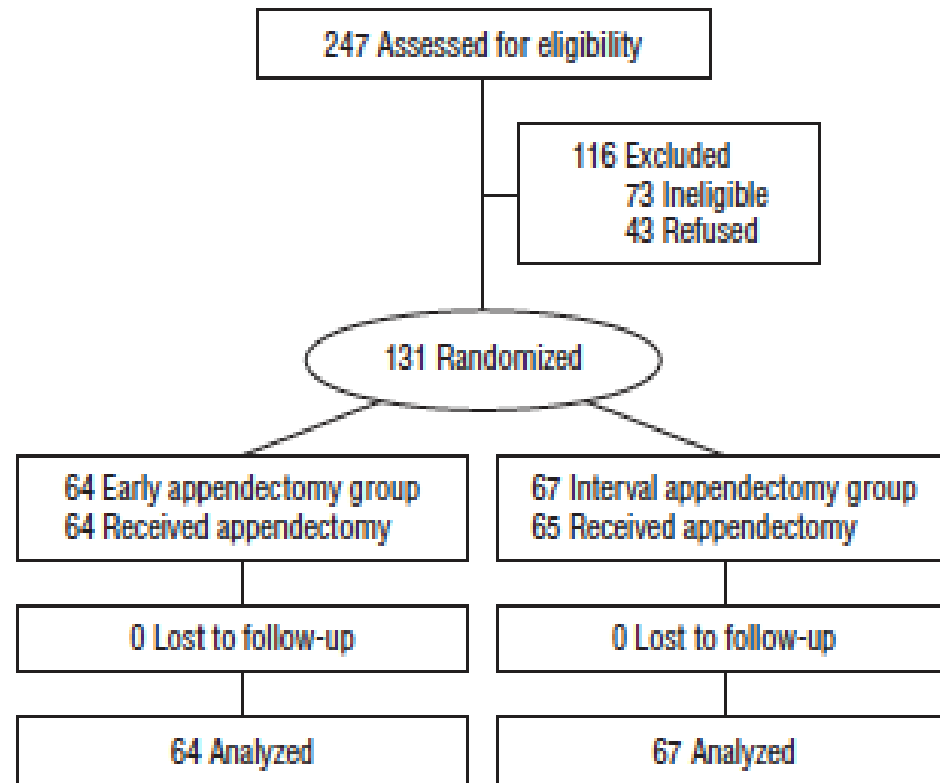 247 Assessed for eligibility
116 Excluded
73 Ineligible
43 Refused
131 Randomized
64 Early appendectomy group
64 Received appendectomy
67 Interval appendectomy group
65 Received appendectomy
0 Lost to follow-up
0 Lost to follow-up
64 Analyzed
67 Analyzed